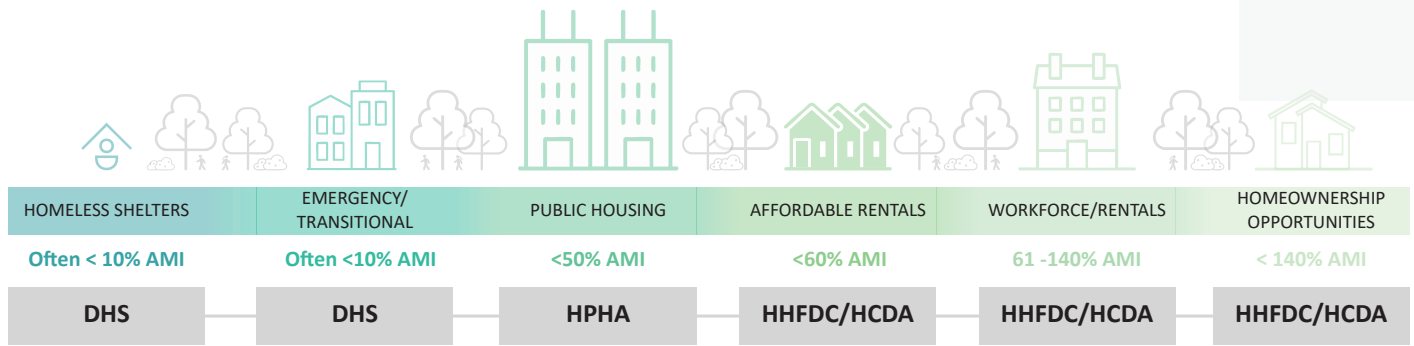 HOMELESS SHELTERS
EMERGENCY/
TRANSITIONAL
PUBLIC HOUSING
AFFORDABLE RENTALS
WORKFORCE/RENTALS
HOMEOWNERSHIP
OPPORTUNITIES
Often < 10% AMI
Often <10% AMI
<50% AMI
<60% AMI
61 -140% AMI
< 140% AMI
DHS
DHS
HPHA
HHFDC/HCDA
HHFDC/HCDA
HHFDC/HCDA